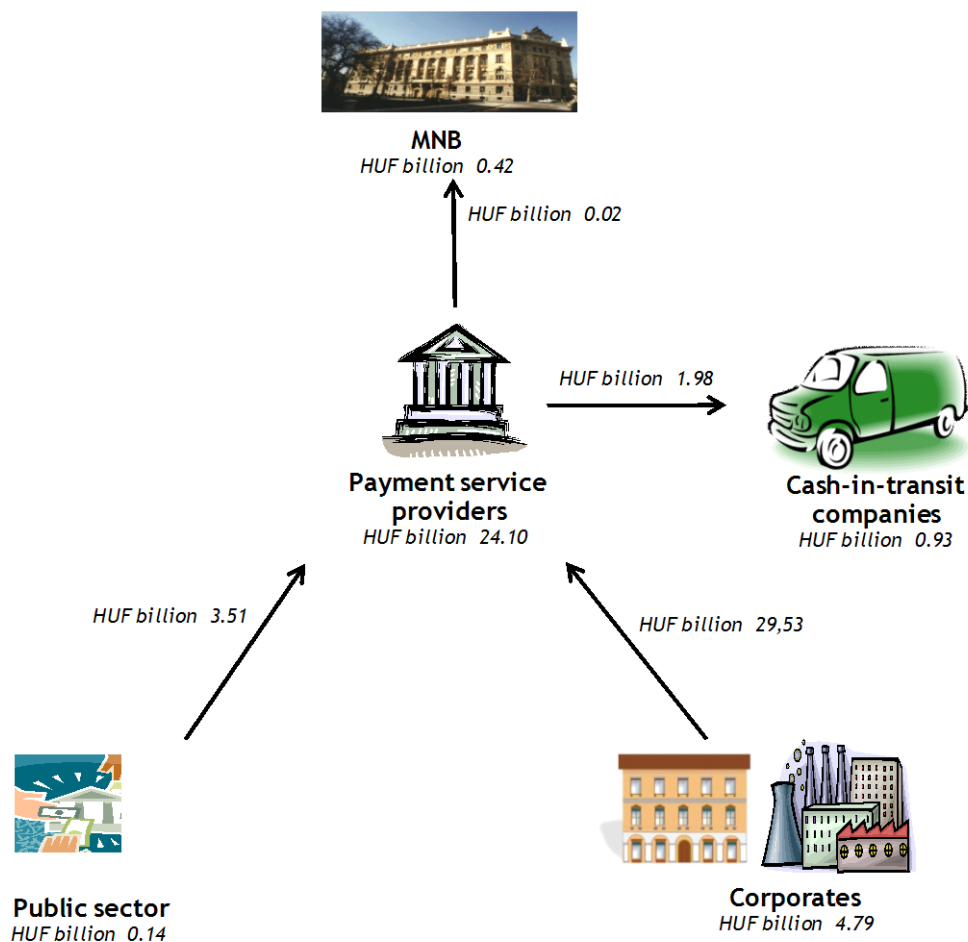 MNB
HUF billion 0.42
HUF billion 0.02
HUF billion 1.98
Payment service
providers
HUF billion 24.10
Cash-in-transit
companies
HUF billion 0.93
HUF billion 3.51
HUF billion 29,53
Public sector
HUF billion 0.14
Corporates
HUF billion 4.79